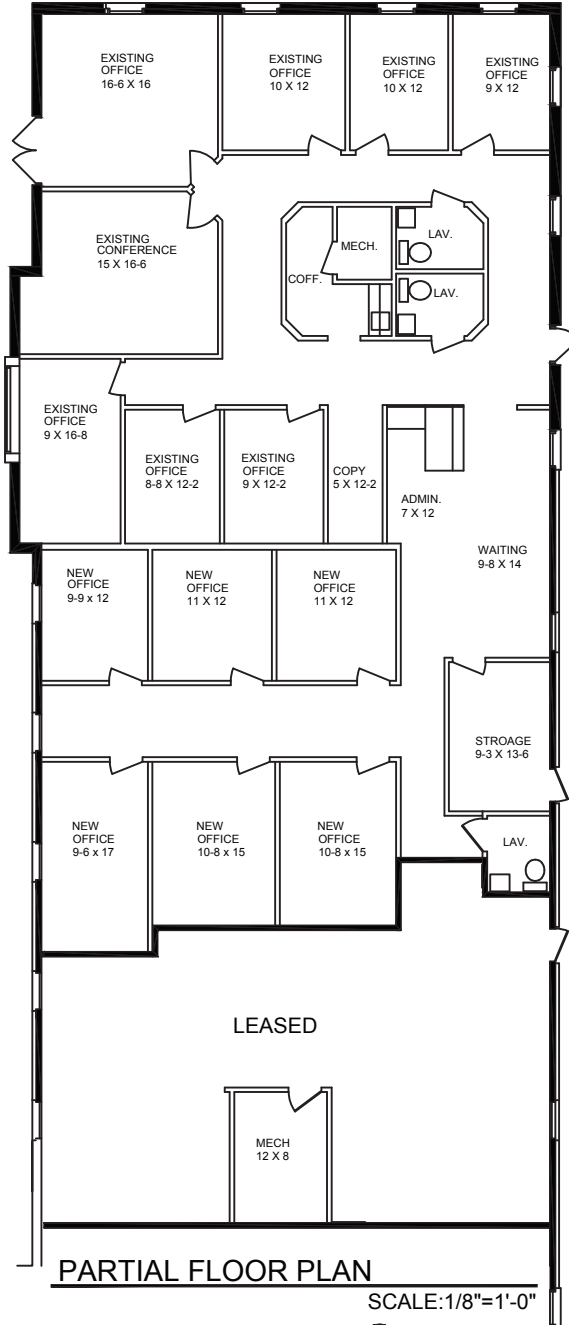 EXISTING
OFFICE
16-6 X 16
EXISTING
OFFICE
10 X 12
EXISTING
OFFICE
10 X 12
EXISTING
OFFICE
9 X 12
EXISTING
CONFERENCE
15 X 16-6
COFF.
MECH.
LAV.
LAV.
EXISTING
OFFICE
9 X 16-8
EXISTING
OFFICE
8-8 X 12-2
EXISTING
OFFICE
9 X 12-2
COPY
5 X 12-2
ADMIN.
7 X 12
WAITING
9-8 X 14
NEW
OFFICE
9-9 x 12
NEW
OFFICE
11 X 12
NEW
OFFICE
11 X 12
STROAGE
9-3 X 13-6
NEW
OFFICE
9-6 x 17
NEW
OFFICE
10-8 x 15
NEW
OFFICE
10-8 x 15
LAV.
LEASED
MECH
12 X 8
PARTIAL FLOOR PLAN
SCALE:1/8"=1'-0"